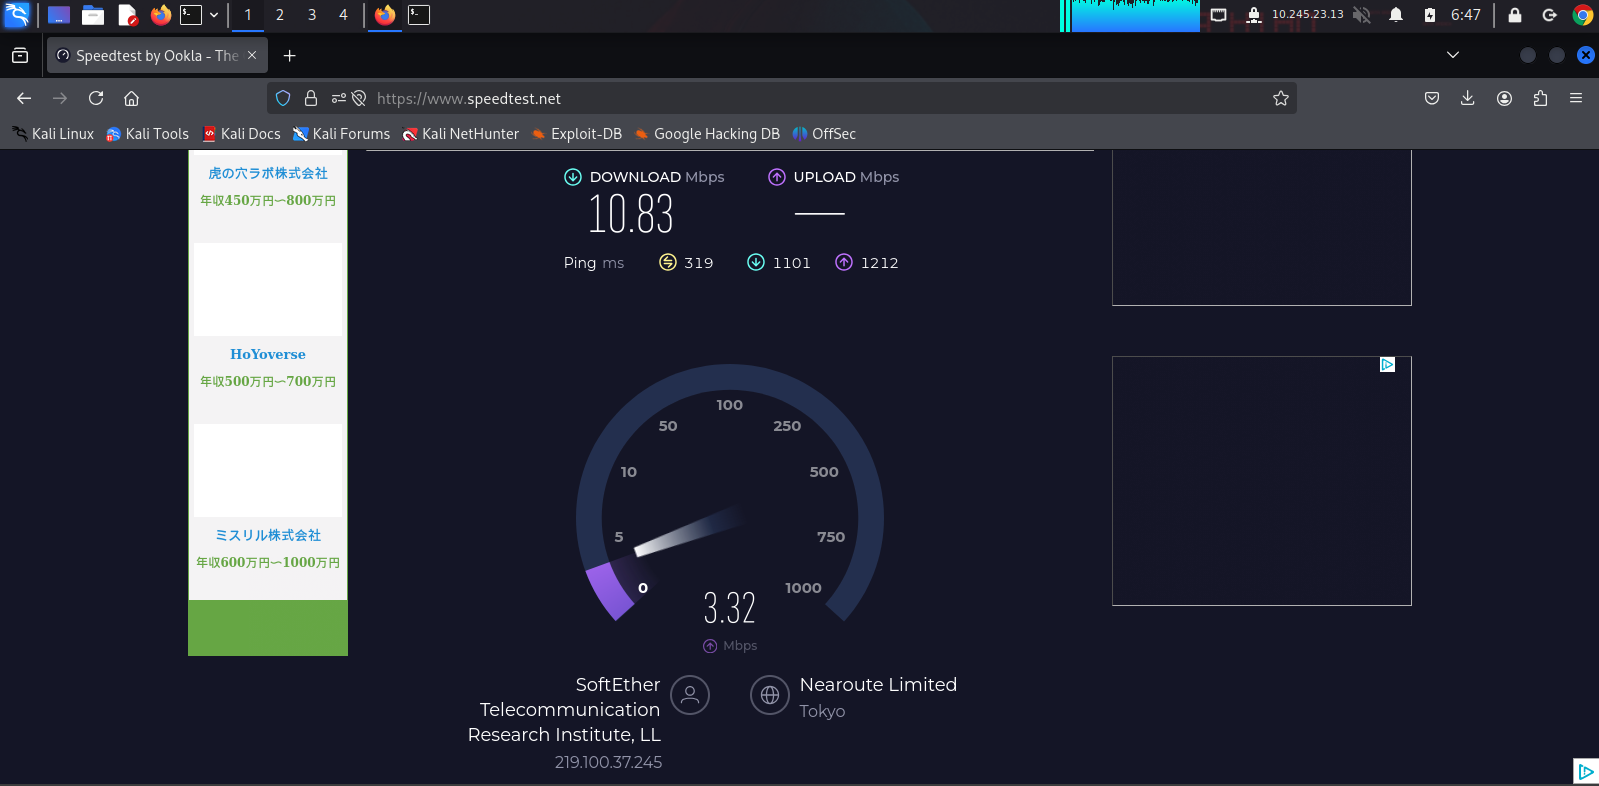 1 2 3 4
10.245.23.13
6:47
Speedtest by Ookla - The
https://www.speedtest.net
Kali Linux
Kali Tools
Kali Docs
Kali Forums
Kali NetHunter
Exploit-DB
Google Hacking DB
OffSec
虎の穴ラボ株式会社
年収450万円〜800万円
HoYoverse
年収500万円〜700万円
ミスリル株式会社
年収600万円〜1000万円
DOWNLOAD Mbps
10.83
UPLOAD Mbps
—
Ping ms 319 1101 1212
0
5
10
50
100
250
500
750
1000
3.32
Mbps
SoftEther
Telecommunication
Research Institute, LL
219.100.37.245
Nearoute Limited
Tokyo